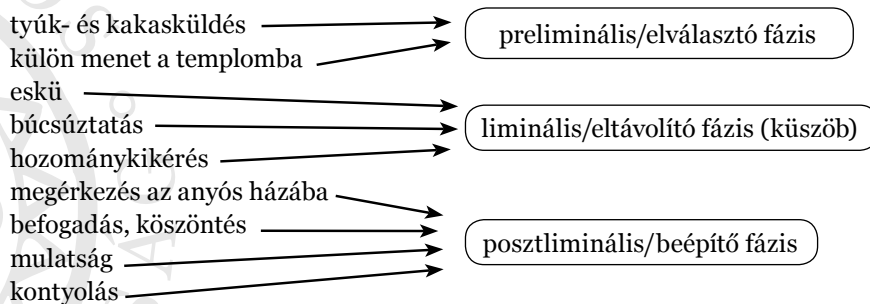 tyúk- és kakasküldés
külön menet a templomba
eskü
búcsúztatás
hozománykikérés
megérkezés az anyós házába
befogadás, köszöntés
mulatság
kontyolás
preliminális/elválasztó fázis
liminális/eltávolító fázis (küszöb)
posztliminális/beépítő fázis